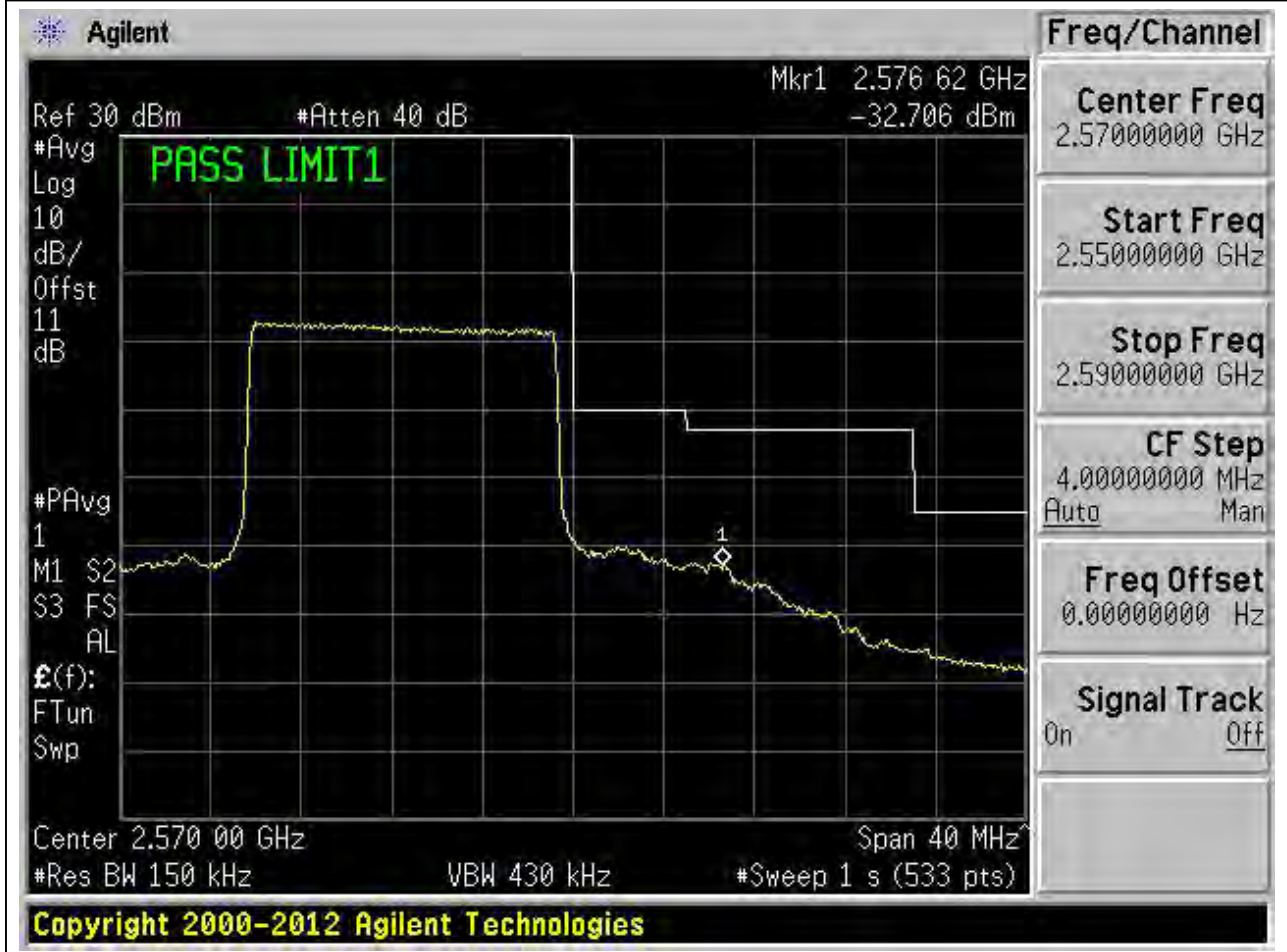 Agilent
Freq/Channel
Mkr1 2.576 62 GHz
Ref 30 dBm #Atten 40 dB -32.706 dBm
#Avg
Log
10
dB/
Offst
11
dB
PASS LIMIT1
1
#PAvg
1
M1 S2
S3 FS
AL
£(f):
FTun
Swp
Center 2.570 00 GHz Span 40 MHz^
#Res BW 150 kHz VBW 430 kHz #Sweep 1 s (533 pts)
Copyright 2000-2012 Agilent Technologies
Center Freq
2.57000000 GHz
Start Freq
2.55000000 GHz
Stop Freq
2.59000000 GHz
CF Step
4.00000000 MHz
Auto Man
Freq Offset
0.00000000 Hz
Signal Track
On Off